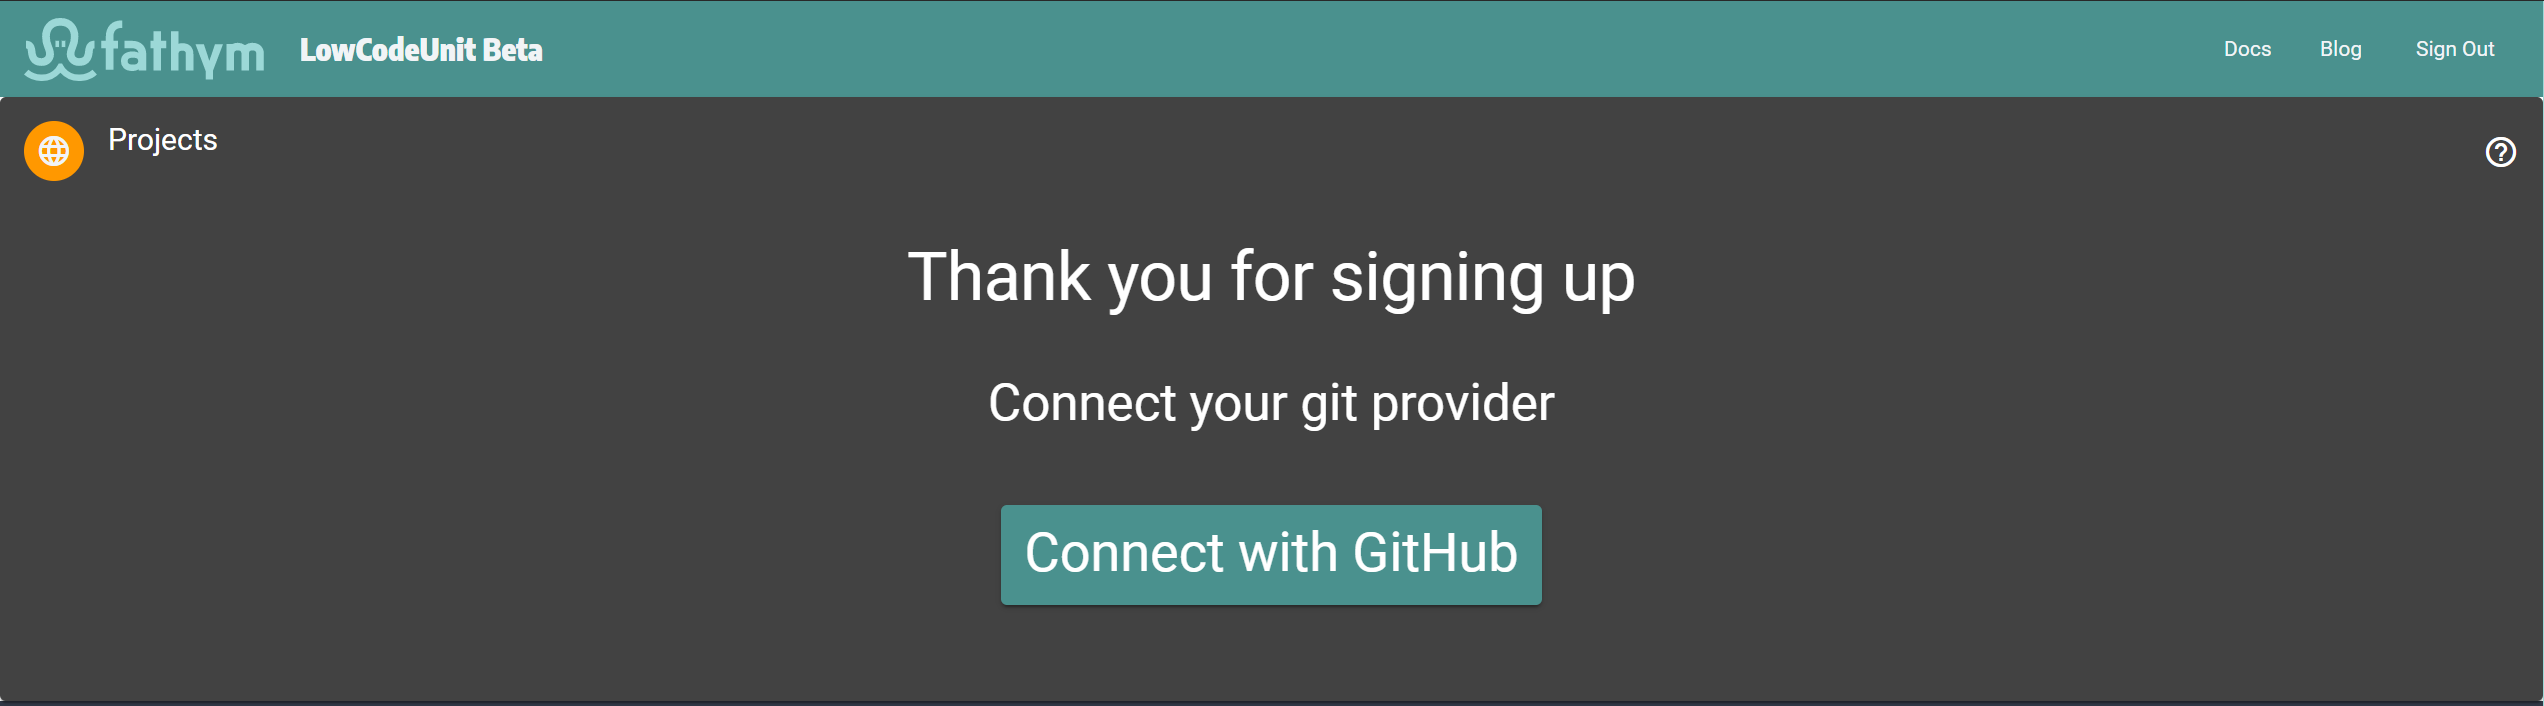 fathym
LowCodeUnit Beta
Docs
Blog
Sign Out
Projects
Thank you for signing up
Connect your git provider
Connect with GitHub